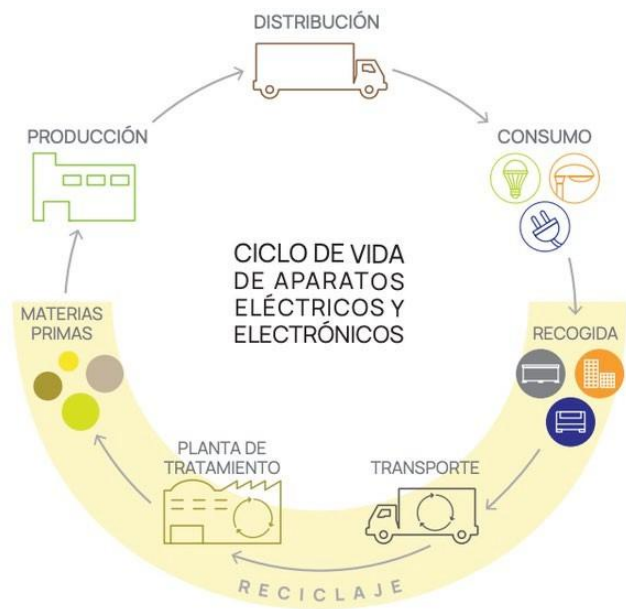 DISTRIBUCIÓN
PRODUCCIÓN
CONSUMO
CICLO DE VIDA
DE APARATOS
ELÉCTRICOS Y
ELECTRÓNICOS
MATERIAS
PRIMAS
RECOGIDA
PLANTA DE
TRATAMIENTO
TRANSPORTE
RECICLAJE